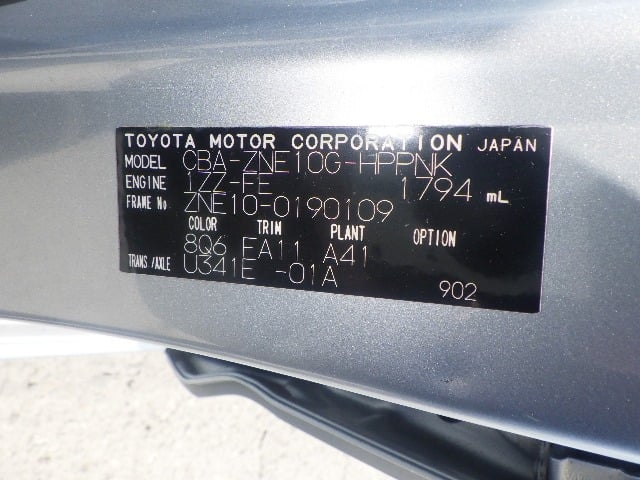 TOYOTA MOTOR CORPORATION JAPAN
MODEL CBA-ZNE10G-HPPNK
ENGINE 1ZZ-FE 1794 mL
FRAME No ZNE10-0190109
COLOR TRIM PLANT OPTION
8Q6 FA11 A41
TRANS/AXLE U341E -01A
902